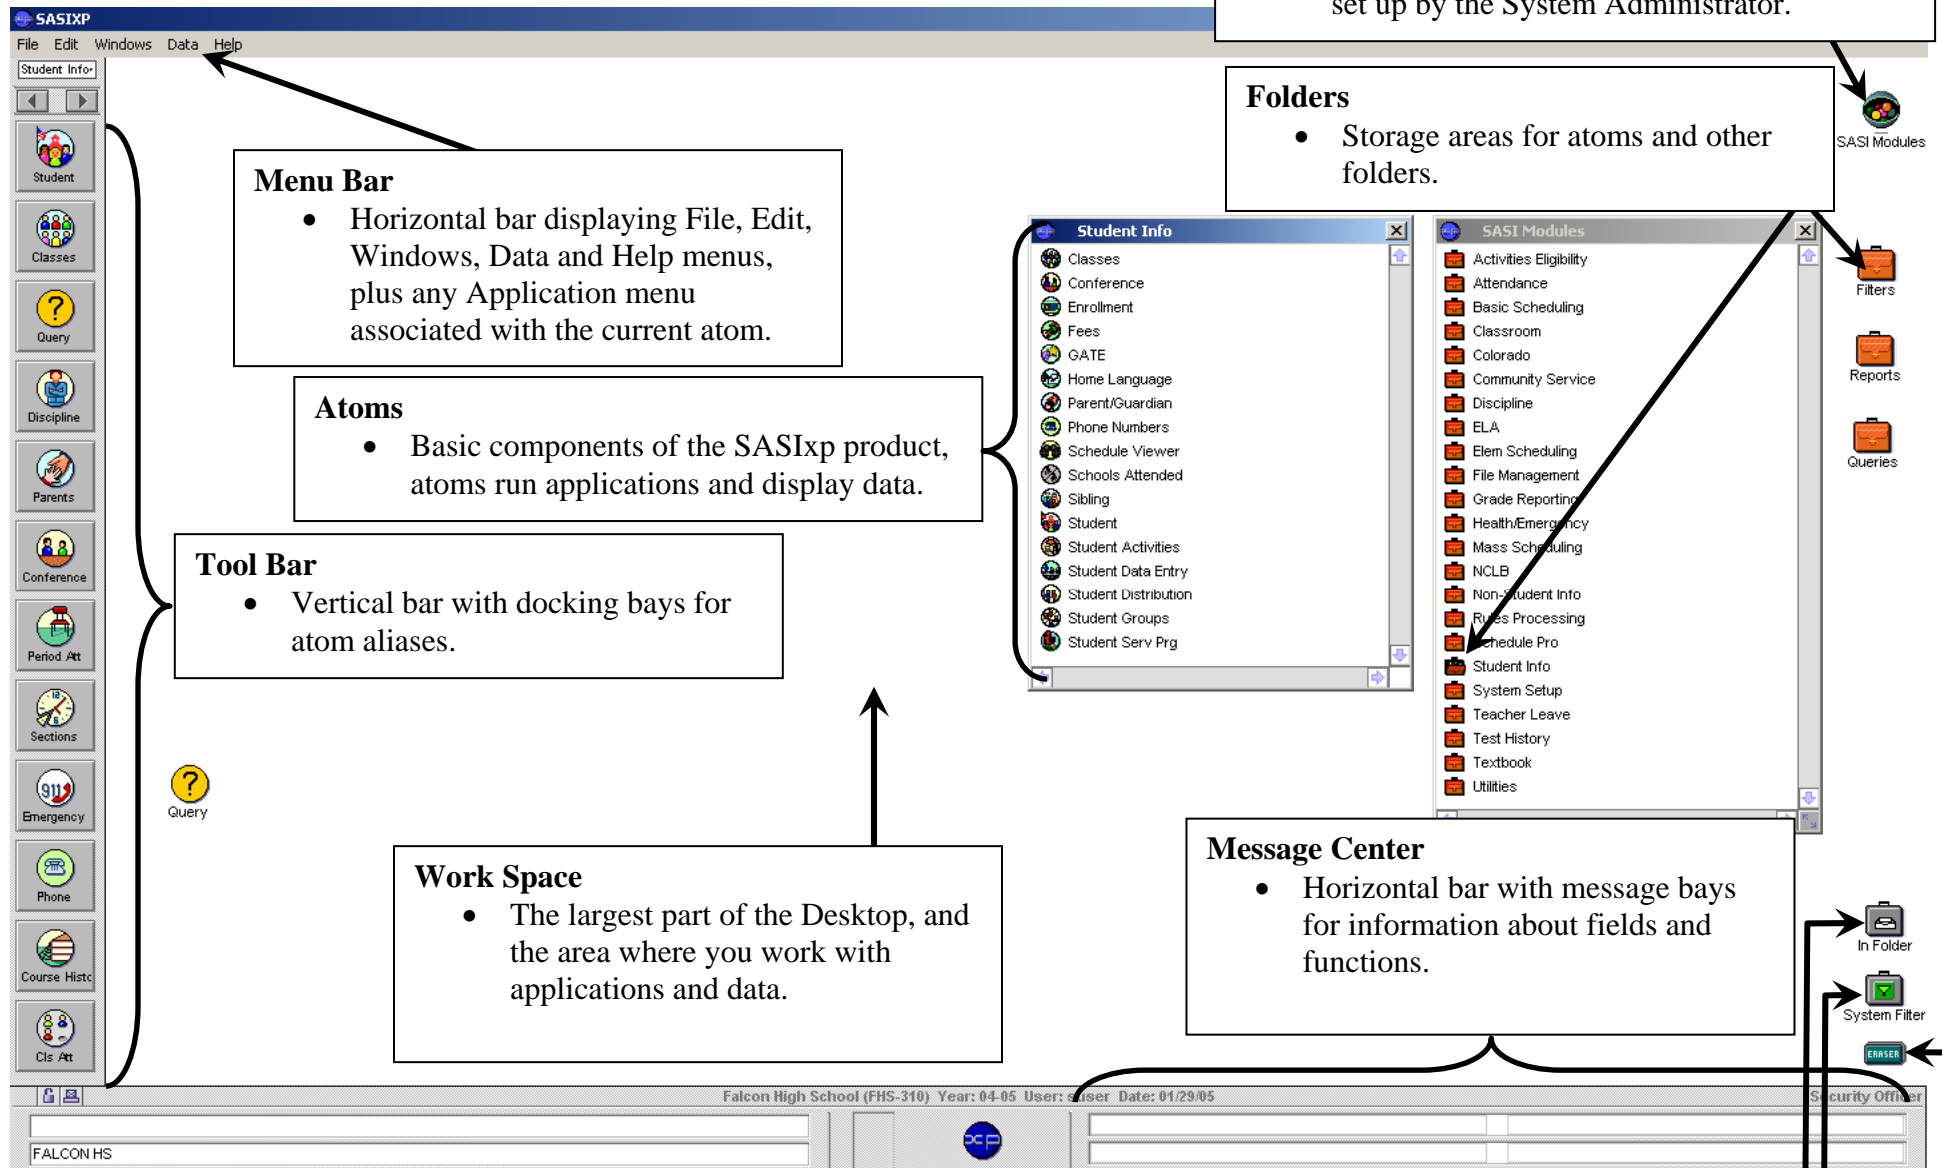 set up by the System Administrator.
SASIXP
File Edit Windows Data Help
Student Info
SASI Modules
Folders
• Storage areas for atoms and other
folders.
Menu Bar
• Horizontal bar displaying File, Edit,
Windows, Data and Help menus,
plus any Application menu
associated with the current atom.
Atoms
• Basic components of the SASIxp product,
atoms run applications and display data.
Tool Bar
• Vertical bar with docking bays for
atom aliases.
Work Space
• The largest part of the Desktop, and
the area where you work with
applications and data.
Message Center
• Horizontal bar with message bays
for information about fields and
functions.
Student
Classes
?
Query
Discipline
Parents
Conference
Period Att
Sections
911
Emergency
Phone
Course Histo
Cls Att
?
Query
Student Info
Classes
Conference
Enrollment
Fees
GATE
Home Language
Parent/Guardian
Phone Numbers
Schedule Viewer
Schools Attended
Sibling
Student
Student Activities
Student Data Entry
Student Distribution
Student Groups
Student Serv Prg
SASI Modules
Activities Eligibility
Attendance
Basic Scheduling
Classroom
Colorado
Community Service
Discipline
ELA
Elem Scheduling
File Management
Grade Reporting
Health/Emergency
Mass Scheduling
NCLB
Non-Student Info
Rules Processing
Schedule Pro
Student Info
System Setup
Teacher Leave
Test History
Textbook
Utilities
Filters
Reports
Queries
In Folder
System Filter
ERASER
Falcon High School (FHS-310) Year: 04-05 User: suser Date: 01/29/05
Security Officer
FALCON HS
xp